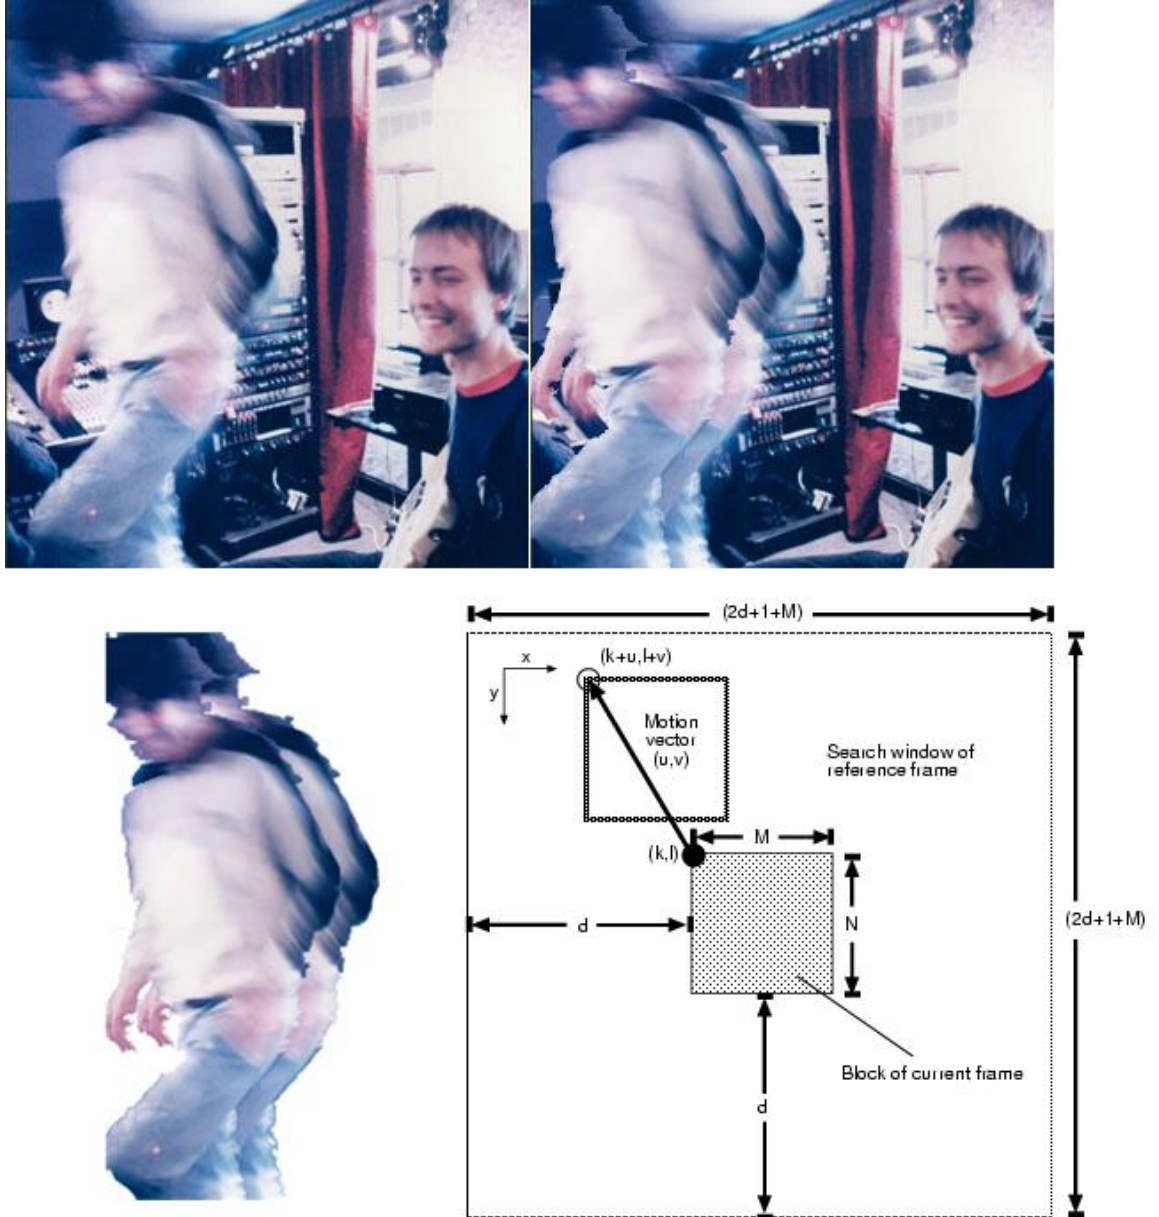 (2d+1+M)
x
(k+u,l+v)
y
Motion
vector
(u,v)
Search window of
reference frame
M
(k,l)
d
N
(2d+1+M)
Block of current frame
d